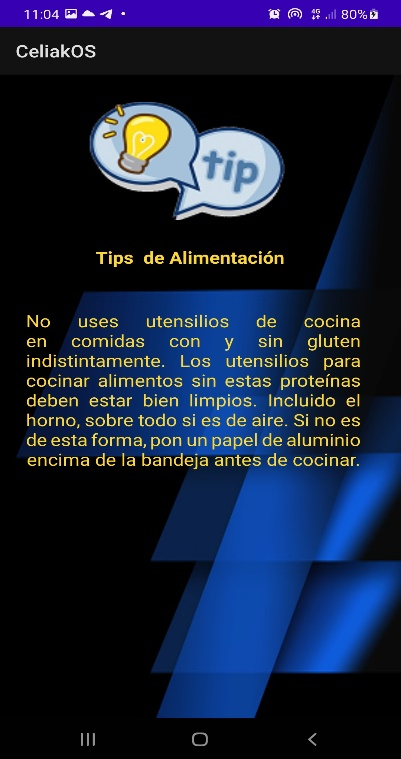 11:04
4G
80%
CeliakOS
tip
Tips de Alimentación
No uses utensilios de cocina
en comidas con y sin gluten
indistintamente. Los utensilios para
cocinar alimentos sin estas proteínas
deben estar bien limpios. Incluido el
horno, sobre todo si es de aire. Si no es
de esta forma, pon un papel de aluminio
encima de la bandeja antes de cocinar.